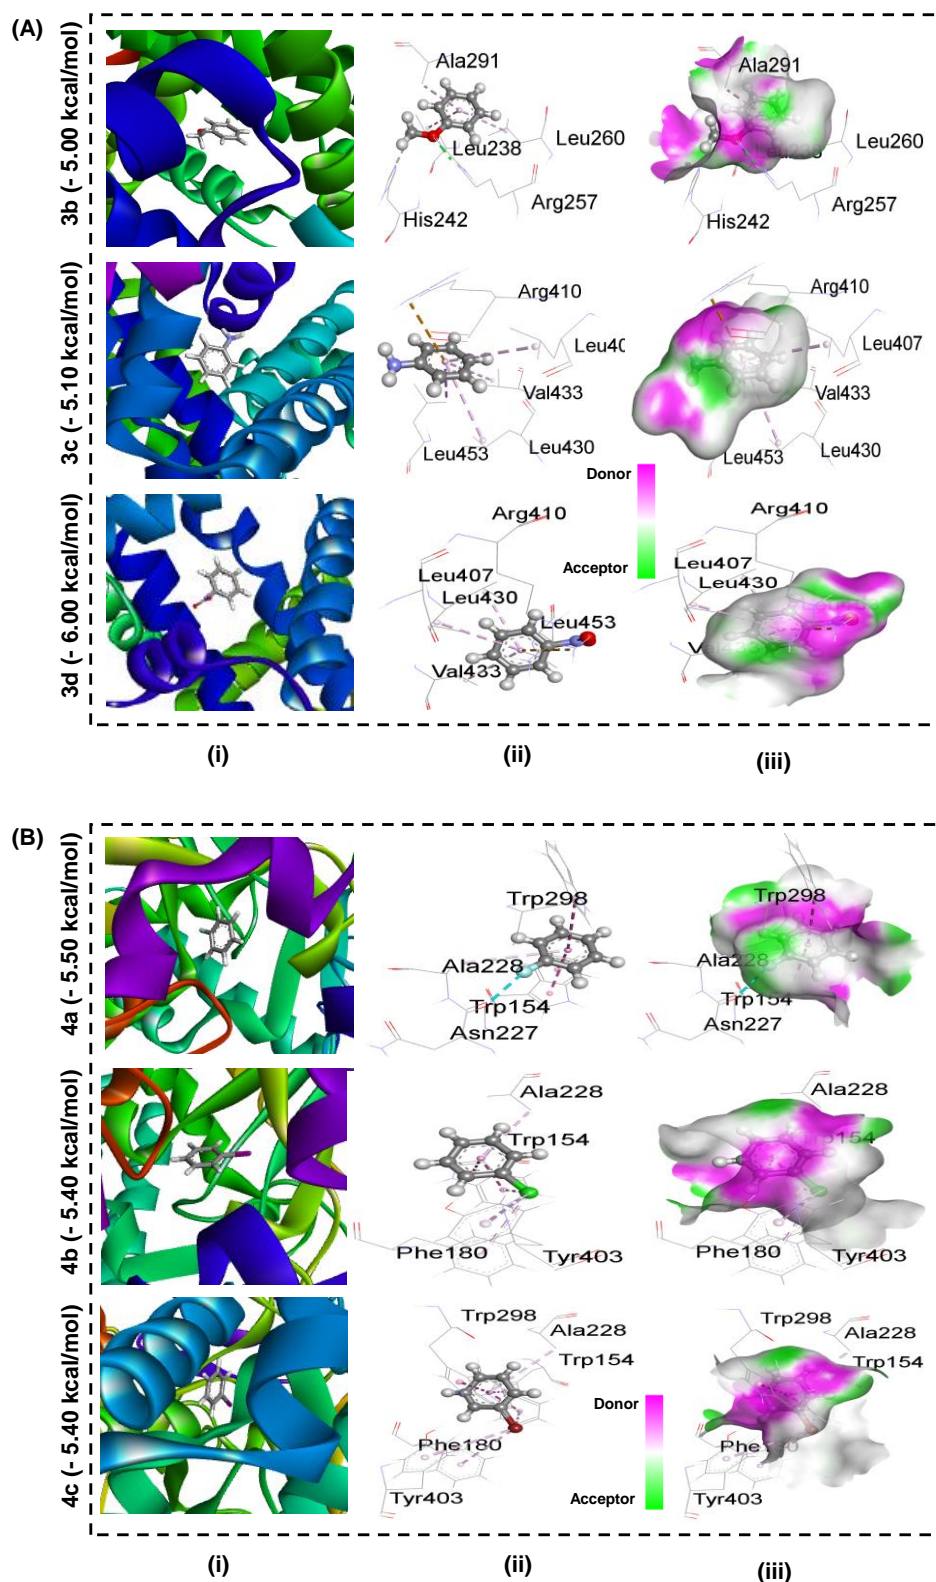 (A)
3b (- 5.00 kcal/mol)
Ala291
Leu260
Leu238
Arg257
His242
Ala291
Leu260
Arg257
His242
3c (- 5.10 kcal/mol)
Arg410
Leu40
Val433
Leu430
Leu453
Arg410
Leu407
Val433
Leu430
Leu453
Donor
Acceptor
3d (- 6.00 kcal/mol)
Arg410
Leu407
Leu430
Leu453
Val433
Arg410
Leu407
Leu430
V
(i)
(ii)
(iii)
(B)
4a (- 5.50 kcal/mol)
Trp298
Ala228
Trp154
Asn227
Trp298
Ala228
Trp154
Asn227
4b (- 5.40 kcal/mol)
Ala228
Trp154
Phe180
Tyr403
Ala228
Trp154
Phe180
Tyr403
4c (- 5.40 kcal/mol)
Trp298
Ala228
Trp154
Phe180
Tyr403
Trp298
Ala228
Trp154
Phe180
Tyr403
Donor
Acceptor
(i)
(ii)
(iii)